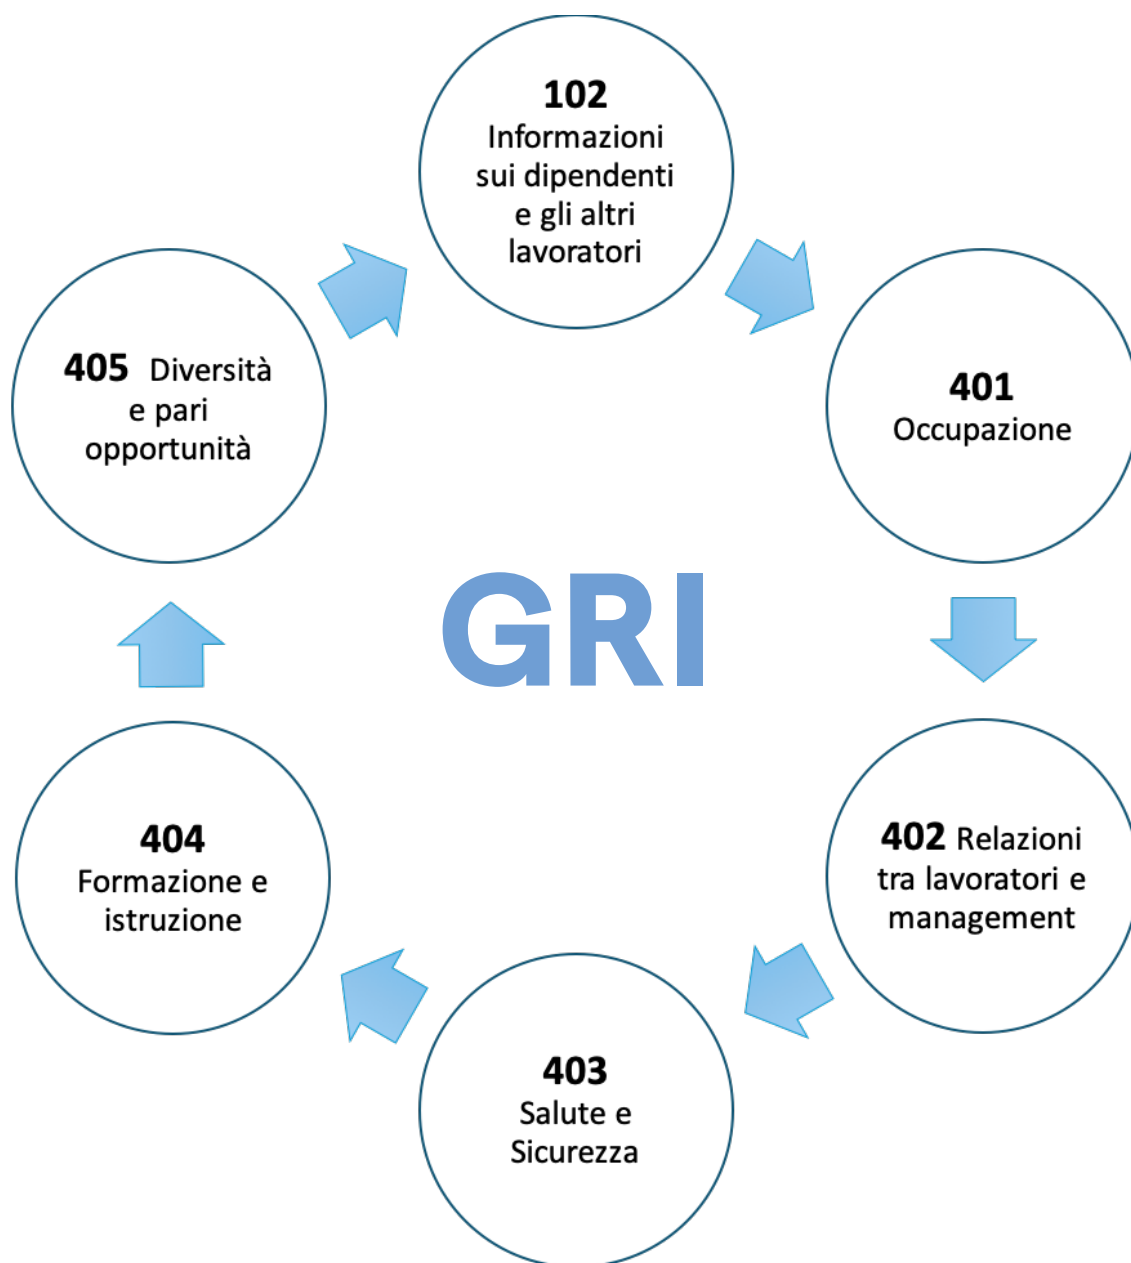 102
Informazioni
sui dipendenti
e gli altri
lavoratori
401
Occupazione
402 Relazioni
tra lavoratori e
management
403
Salute e
Sicurezza
404
Formazione e
istruzione
405 Diversità
e pari
opportunità
GRI